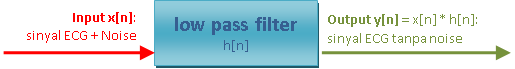 Input x[n]:
sinyal ECG + Noise
low pass filter
h[n]
Output y[n] = x[n] * h[n]:
sinyal ECG tanpa noise